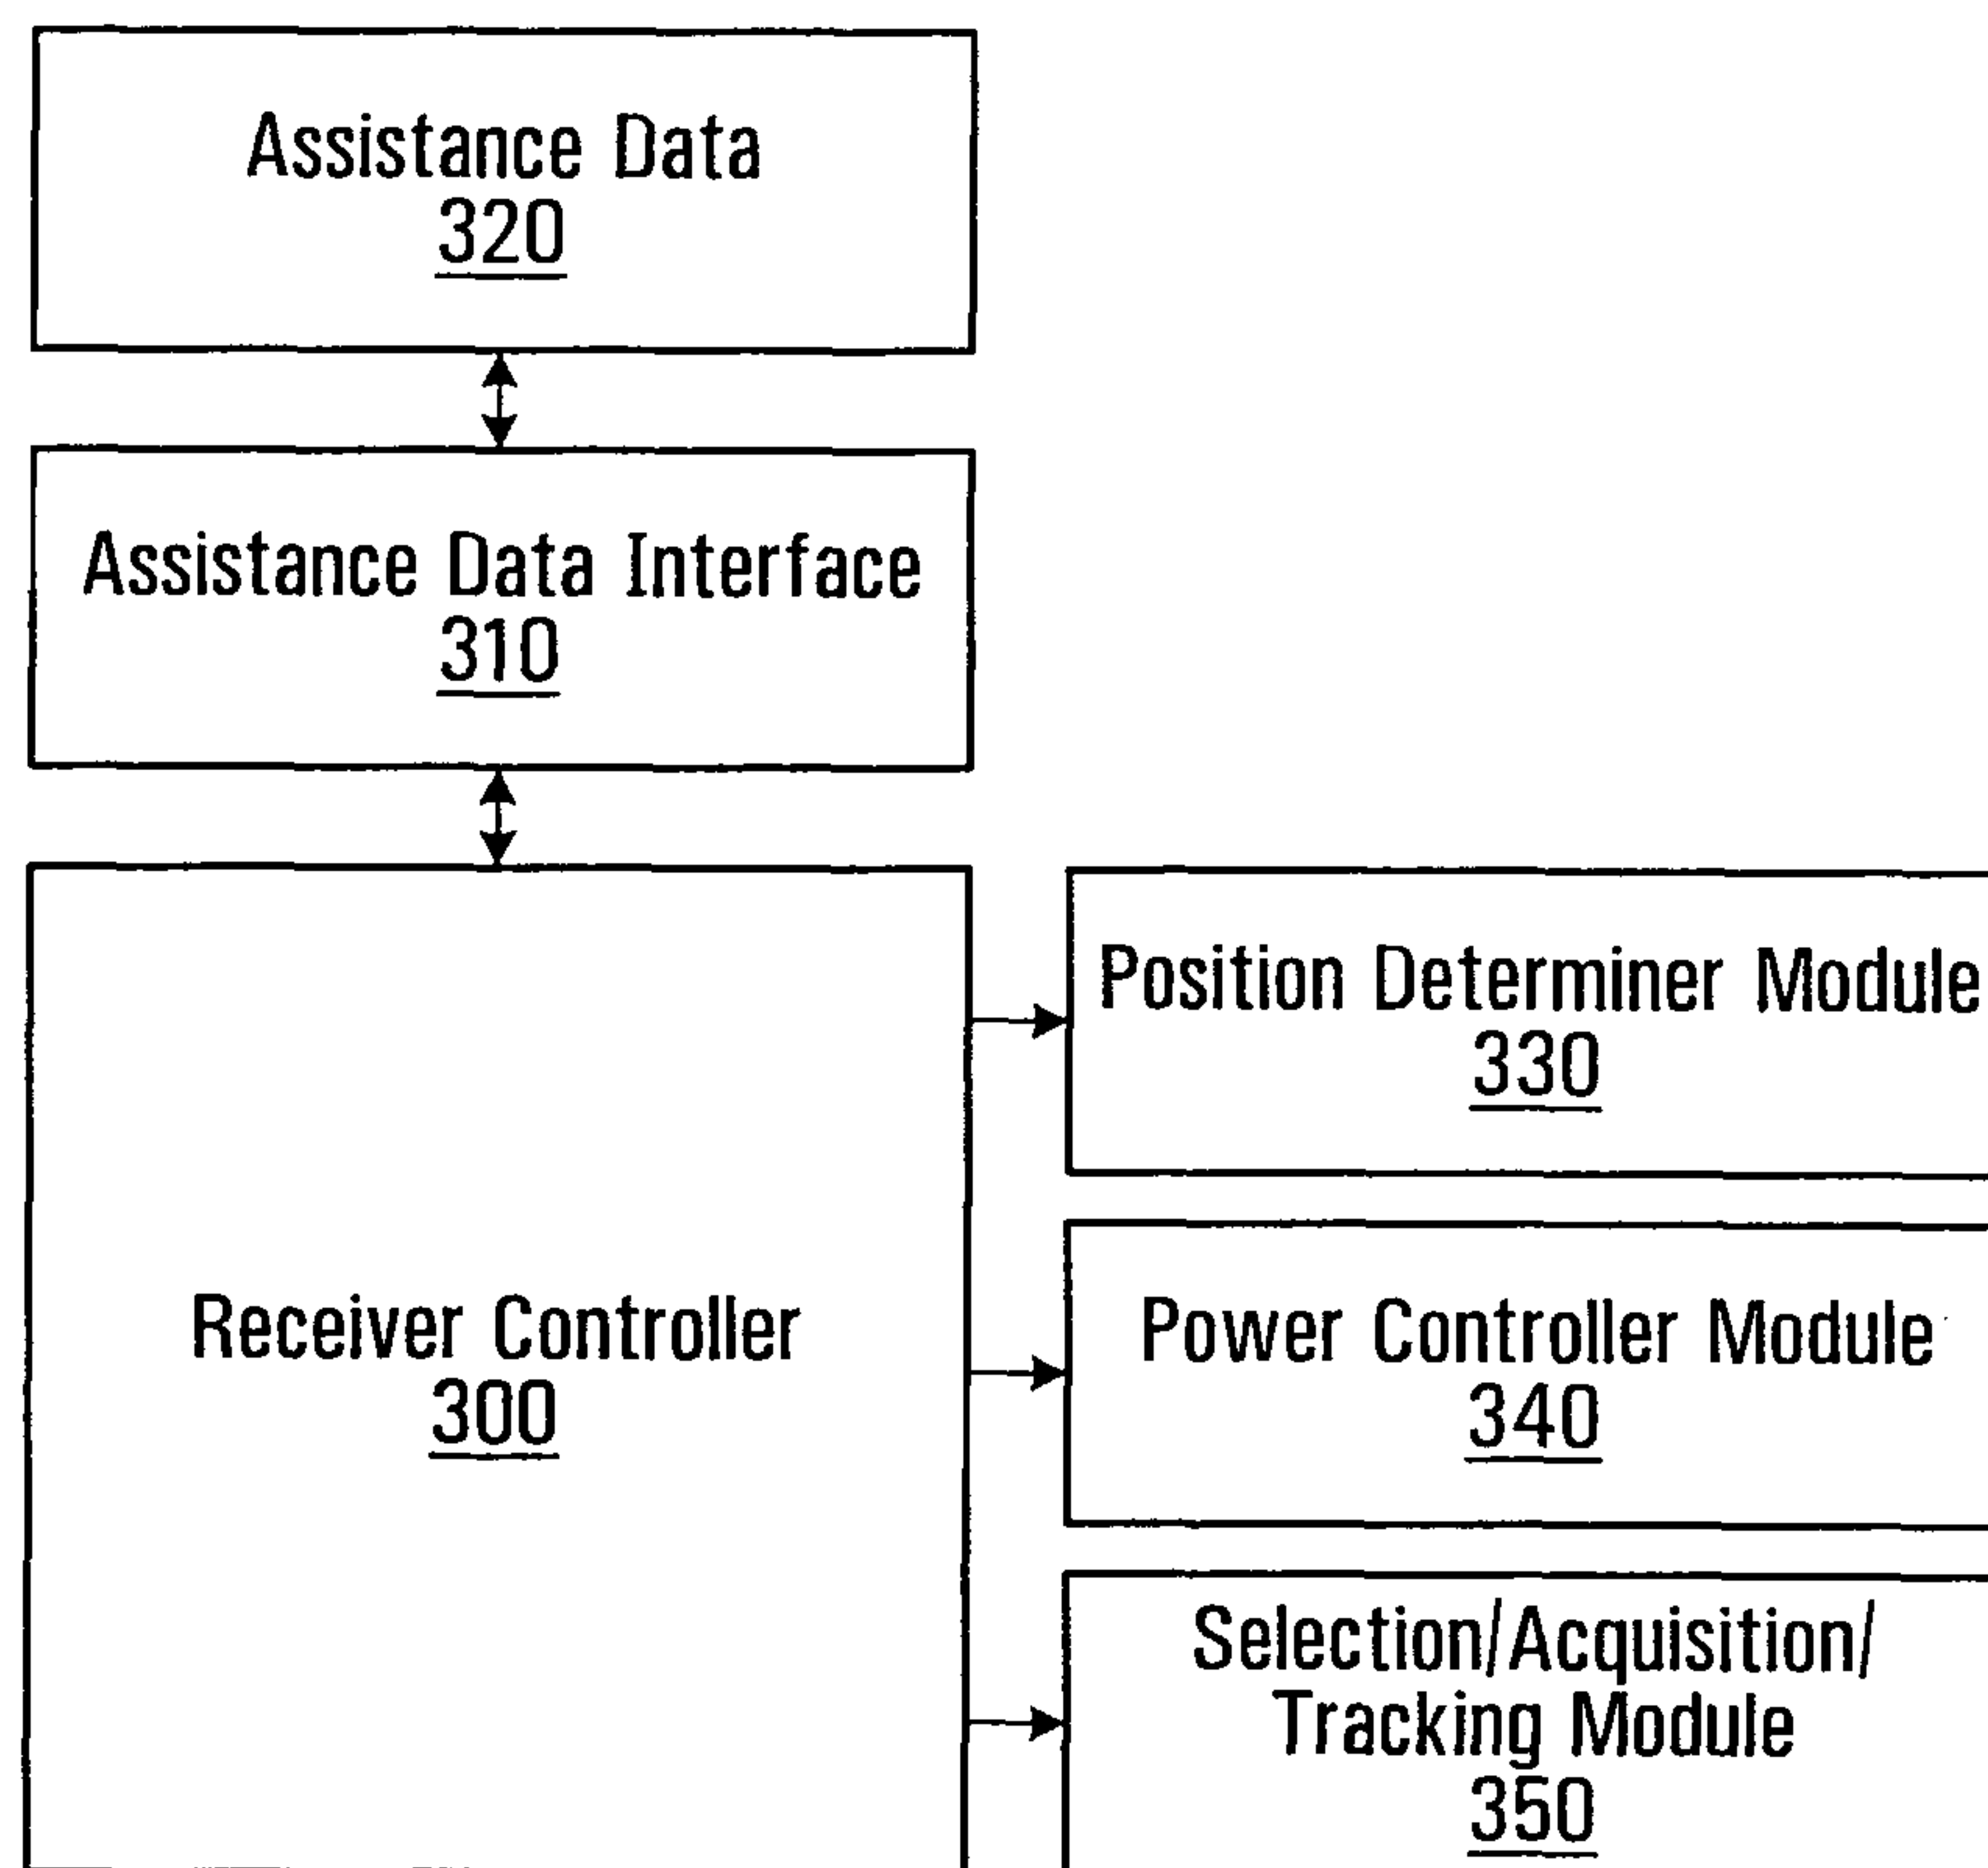 Assistance Data
320
Assistance Data Interface
310
Receiver Controller
300
Position Determiner Module
330
Power Controller Module
340
Selection/Acquisition/
Tracking Module
350